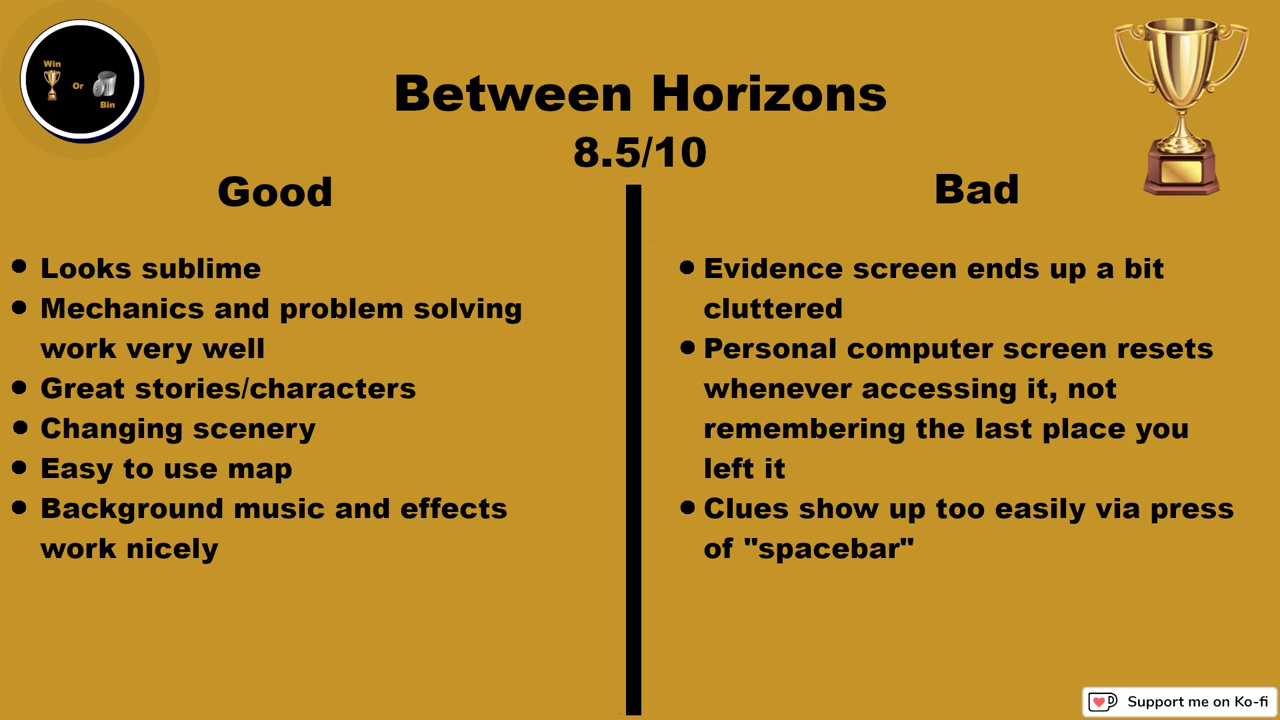 Win
Or
Bin
Between Horizons
8.5/10
Good
Bad
• Looks sublime
• Mechanics and problem solving
work very well
• Great stories/characters
• Changing scenery
• Easy to use map
• Background music and effects
work nicely
• Evidence screen ends up a bit
cluttered
• Personal computer screen resets
whenever accessing it, not
remembering the last place you
left it
• Clues show up too easily via press
of "spacebar"
Support me on Ko-fi